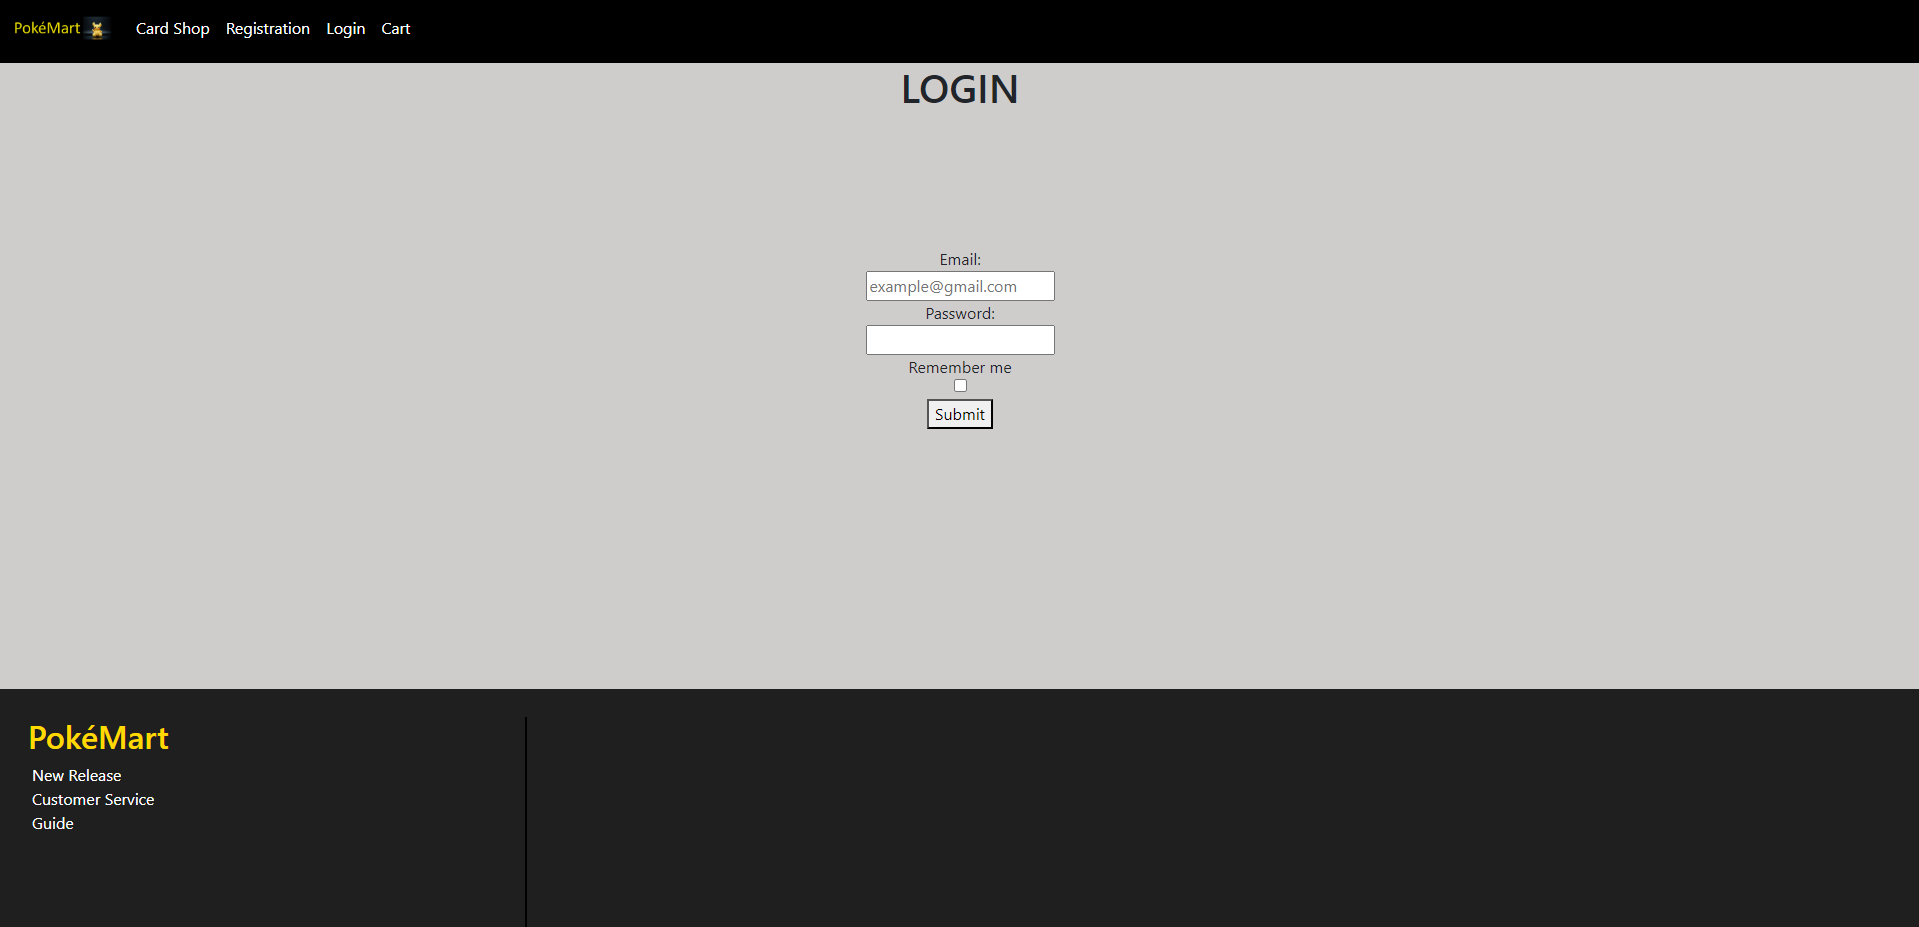 PokéMart Card Shop Registration Login Cart
LOGIN
Email:
example@gmail.com
Password:
Remember me
Submit
PokéMart
New Release
Customer Service
Guide